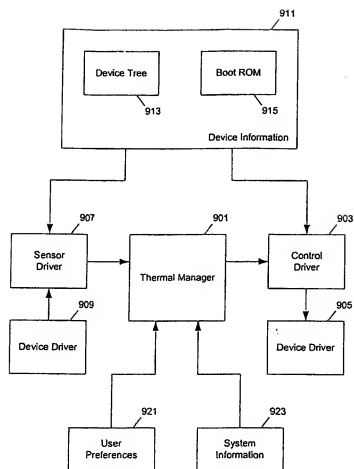 911
Device Tree
Boot ROM
913
915
Device Information
907
901
903
Sensor
Driver
Thermal Manager
Control
Driver
909
905
Device Driver
Device Driver
921
923
User
Preferences
System
Information